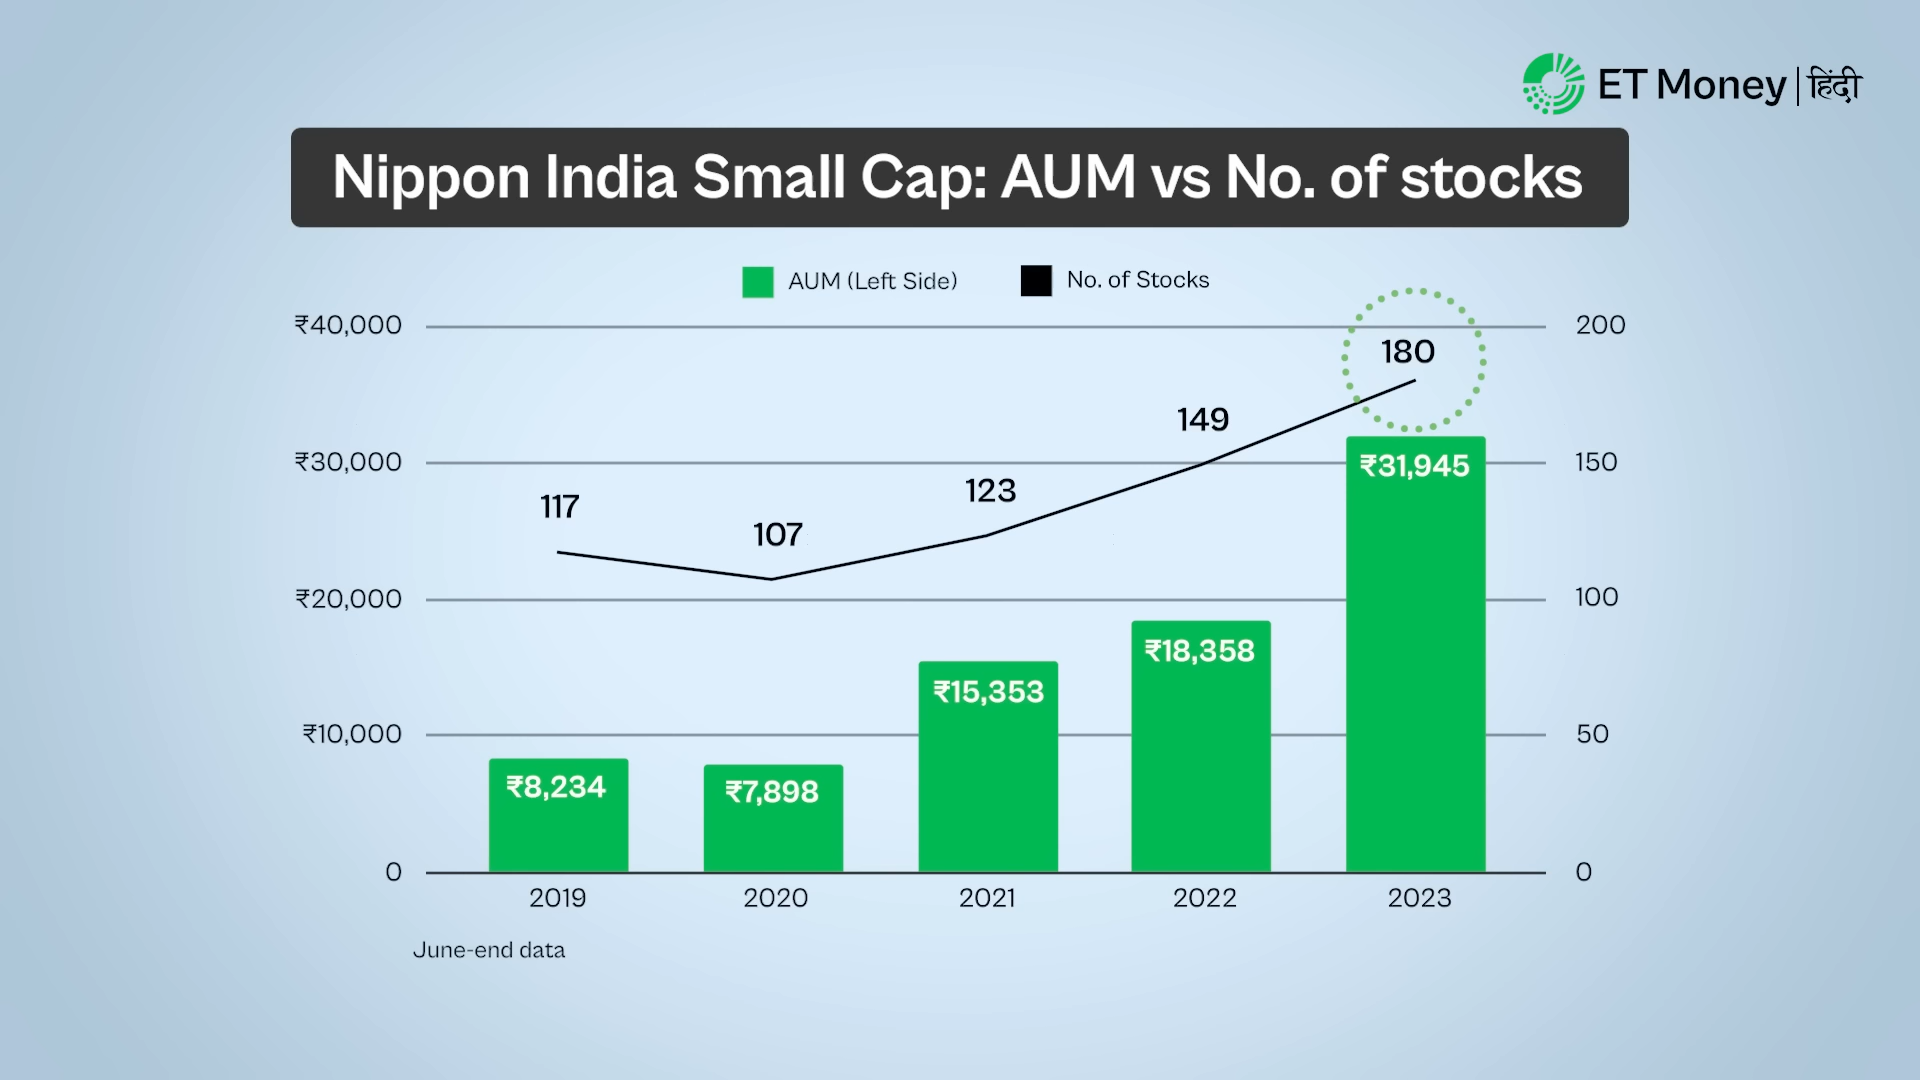 ET Money | हिंदी
Nippon India Small Cap: AUM vs No. of stocks
AUM (Left Side) No. of Stocks
₹40,000 200
180
149
₹30,000 ₹31,945 150
123
117
107
₹20,000 100
₹18,358
₹15,353
₹10,000 50
₹8,234 ₹7,898
0 0
2019 2020 2021 2022 2023
June-end data